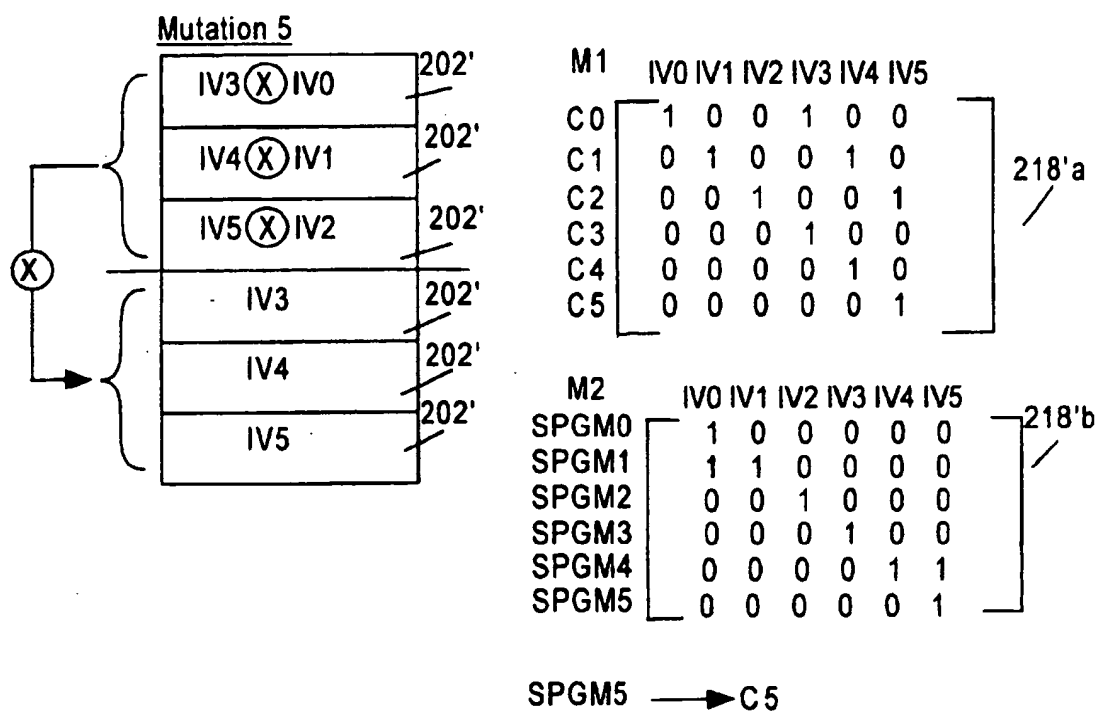 Mutation 5
IV3 X IV0 202'
IV4 X IV1 202'
IV5 X IV2 202'
X
IV3 202'
IV4 202'
IV5 202'
M1 IV0 IV1 IV2 IV3 IV4 IV5
C0 1 0 0 1 0 0
C1 0 1 0 0 1 0
C2 0 0 1 0 0 1
C3 0 0 0 1 0 0
C4 0 0 0 0 1 0
C5 0 0 0 0 0 1
218'a
M2 IV0 IV1 IV2 IV3 IV4 IV5
SPGM0 1 0 0 0 0 0
SPGM1 1 1 0 0 0 0
SPGM2 0 0 1 0 0 0
SPGM3 0 0 0 1 0 0
SPGM4 0 0 0 0 1 1
SPGM5 0 0 0 0 0 1
218'b
SPGM5 → C5